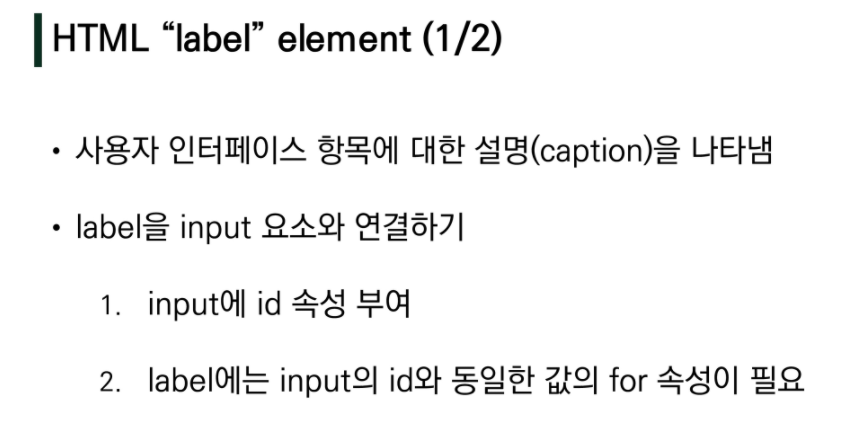 HTML “label” element (1/2)
• 사용자 인터페이스 항목에 대한 설명(caption)을 나타냄
• label을 input 요소와 연결하기
1. input에 id 속성 부여
2. label에는 input의 id와 동일한 값의 for 속성이 필요